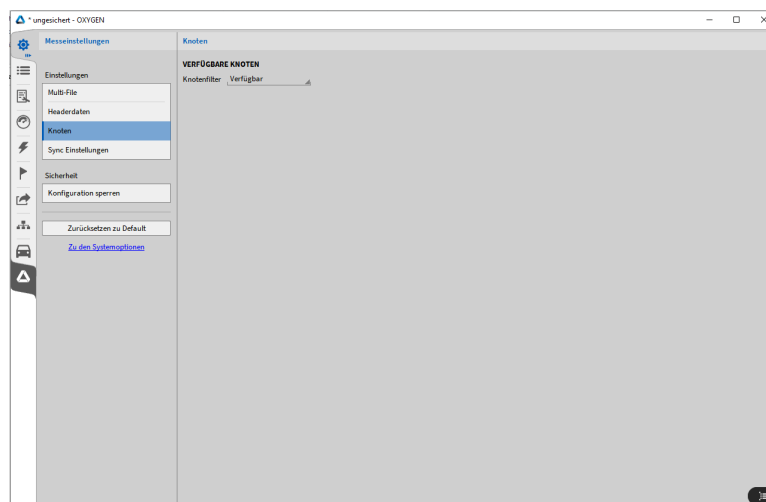 * ungesichert - OXYGEN
Messeinstellungen
Einstellungen
Multi-File
Headerdaten
Knoten
Sync Einstellungen
Sicherheit
Konfiguration sperren
Zurücksetzen zu Default
Zu den Systemoptionen
Knoten
VERFÜGBARE KNOTEN
Knotenfilter Verfügbar